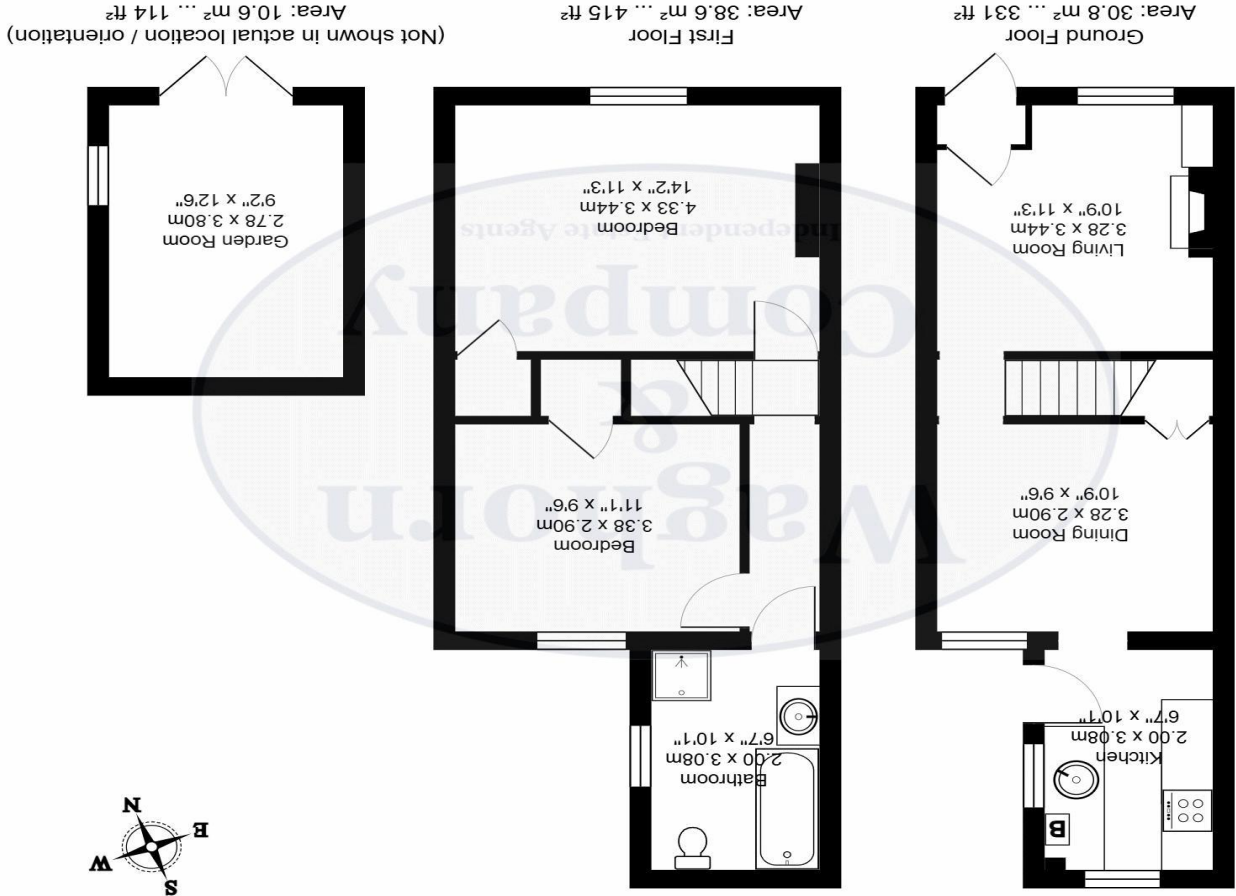 B
Kitchen
2.00 x 3.08m
6'7" x 10'1"
Dining Room
3.28 x 2.90m
10'9" x 9'6"
Living Room
3.28 x 3.44m
10'9" x 11'3"
Ground Floor
Area: 30.8 m² ... 331 ft²
Bathroom
2.00 x 3.08m
6'7" x 10'1"
Bedroom
3.38 x 2.90m
11'1" x 9'6"
Bedroom
4.33 x 3.44m
14'2" x 11'3"
First Floor
Area: 38.6 m² ... 415 ft²
S
E
W
N
Garden Room
2.78 x 3.80m
9'2" x 12'6"
(Not shown in actual location / orientation)
Area: 10.6 m² ... 114 ft²
Waghorn
&
Company
Independent Estate Agents